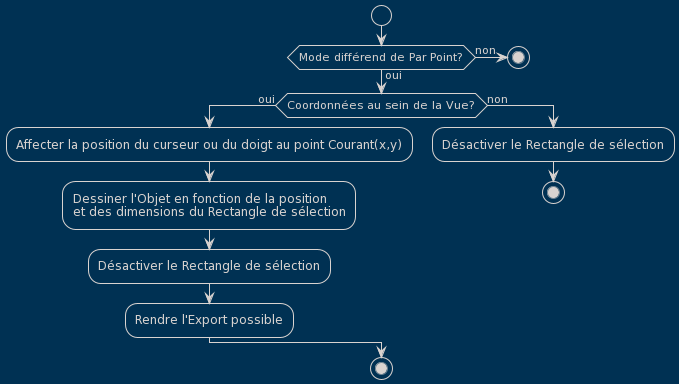 Mode différend de Par Point?
non
oui
oui
Coordonnées au sein de la Vue?
non
Affecter la position du curseur ou du doigt au point Courant(x,y)
Désactiver le Rectangle de sélection
Dessiner l'Objet en fonction de la position
et des dimensions du Rectangle de sélection
Désactiver le Rectangle de sélection
Rendre l'Export possible